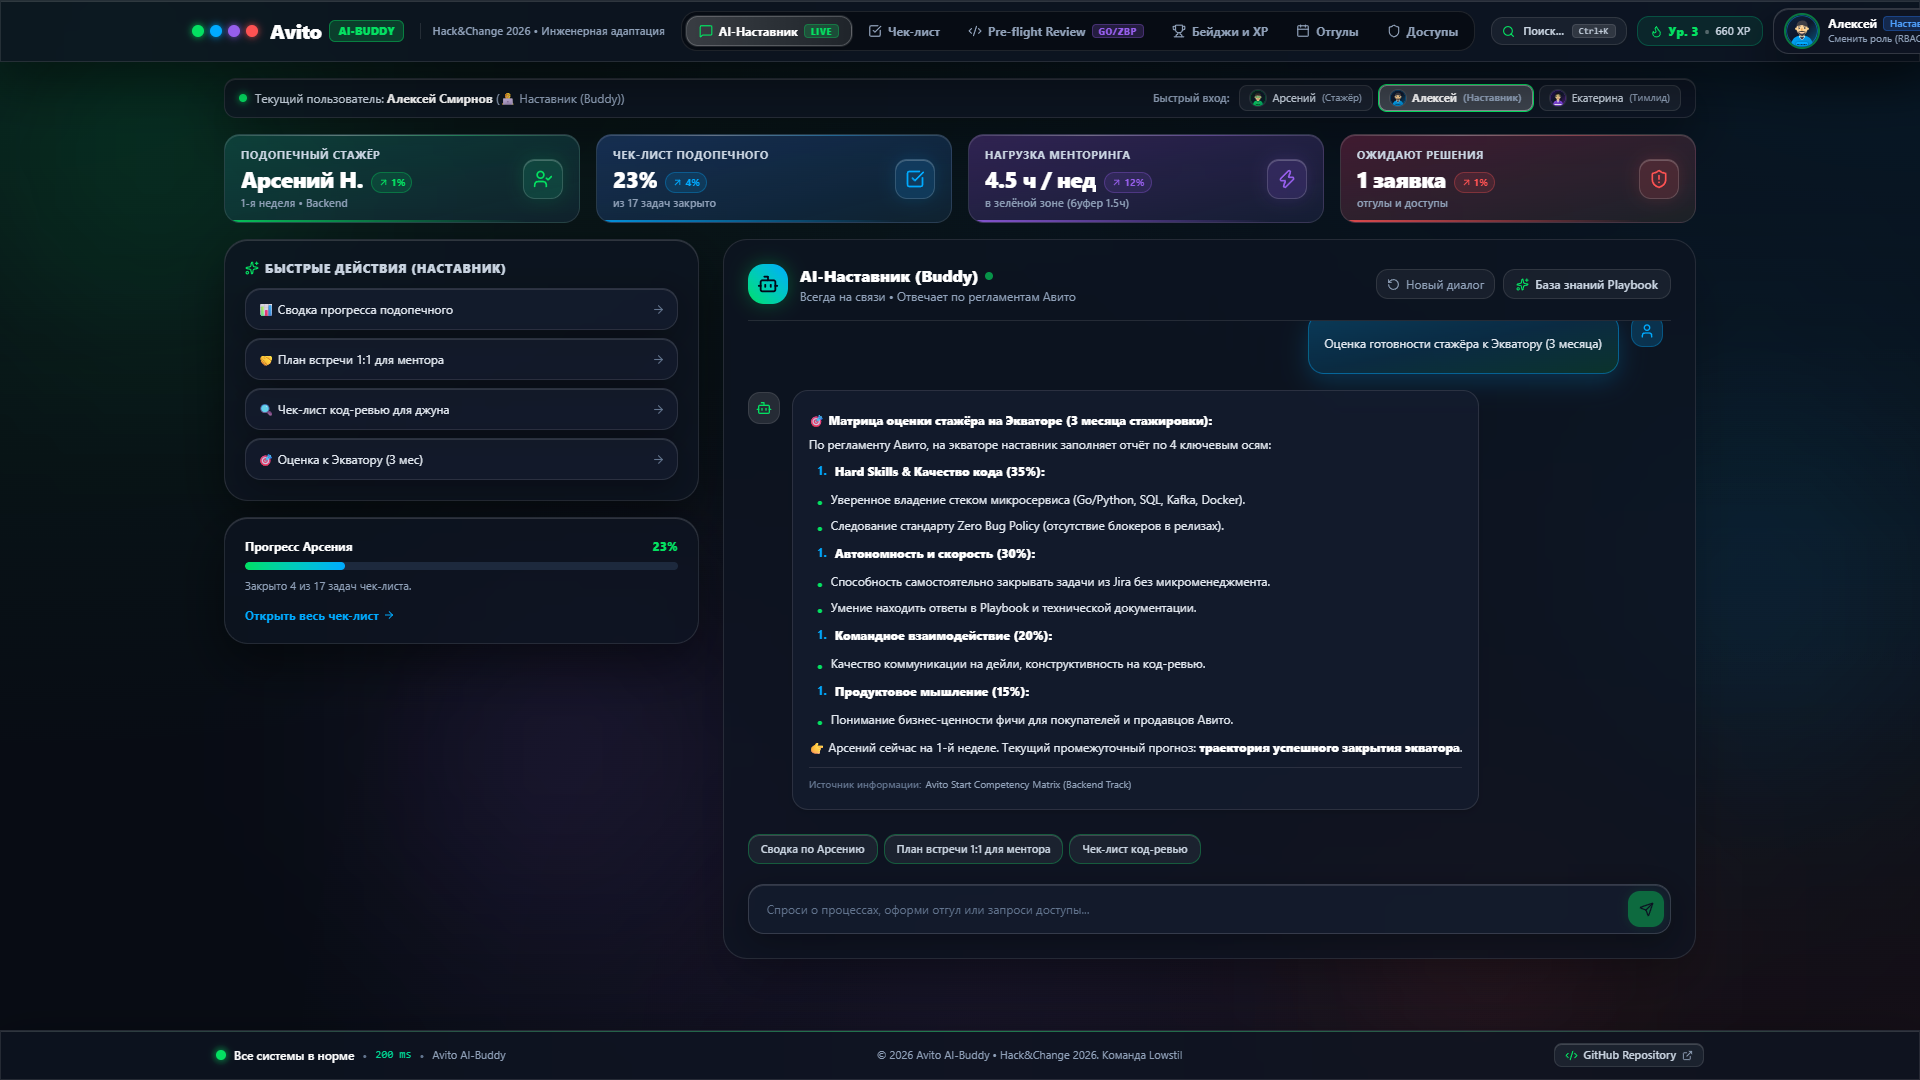 Avito AI-BUDDY Hack&Change 2026 • Инженерная адаптация
AI-Наставник LIVE
Чек-лист
Pre-flight Review GO/ZBP
Бейджи и XP
Отгулы
Доступы
Поиск... Ctrl+K
Ур. 3 • 660 XP
Алексей Настав
Сменить роль (RBAC
Текущий пользователь: Алексей Смирнов (Наставник (Buddy))
Быстрый вход:
Арсений (Стажёр)
Алексей (Наставник)
Екатерина (Тимлид)
ПОДОПЕЧНЫЙ СТАЖЁР
Арсений Н. 1%
1-я неделя • Backend
ЧЕК-ЛИСТ ПОДОПЕЧНОГО
23% 4%
из 17 задач закрыто
НАГРУЗКА МЕНТОРИНГА
4.5 ч / нед 12%
в зелёной зоне (буфер 1.5ч)
ОЖИДАЮТ РЕШЕНИЯ
1 заявка 1%
отгулы и доступы
БЫСТРЫЕ ДЕЙСТВИЯ (НАСТАВНИК)
Сводка прогресса подопечного
План встречи 1:1 для ментора
Чек-лист код-ревью для джуна
Оценка к Экватору (3 мес)
Прогресс Арсения 23%
Закрыто 4 из 17 задач чек-листа.
Открыть весь чек-лист →
AI-Наставник (Buddy)
Всегда на связи • Отвечает по регламентам Авито
Новый диалог
База знаний Playbook
Оценка готовности стажёра к Экватору (3 месяца)
Матрица оценки стажёра на Экваторе (3 месяца стажировки):
По регламенту Авито, на экваторе наставник заполняет отчёт по 4 ключевым осям:
1. Hard Skills & Качество кода (35%):
• Уверенное владение стеком микросервиса (Go/Python, SQL, Kafka, Docker).
• Следование стандарту Zero Bug Policy (отсутствие блокеров в релизах).
1. Автономность и скорость (30%):
• Способность самостоятельно закрывать задачи из Jira без микроменеджмента.
• Умение находить ответы в Playbook и технической документации.
1. Командное взаимодействие (20%):
• Качество коммуникации на дейли, конструктивность на код-ревью.
1. Продуктовое мышление (15%):
• Понимание бизнес-ценности фичи для покупателей и продавцов Авито.
Арсений сейчас на 1-й неделе. Текущий промежуточный прогноз: траектория успешного закрытия экватора.
Источник информации: Avito Start Competency Matrix (Backend Track)
Сводка по Арсению
План встречи 1:1 для ментора
Чек-лист код-ревью
Спроси о процессах, оформи отгул или запроси доступы...
Все системы в норме • 200 ms • Avito AI-Buddy
© 2026 Avito AI-Buddy • Hack&Change 2026. Команда Lowstil
GitHub Repository